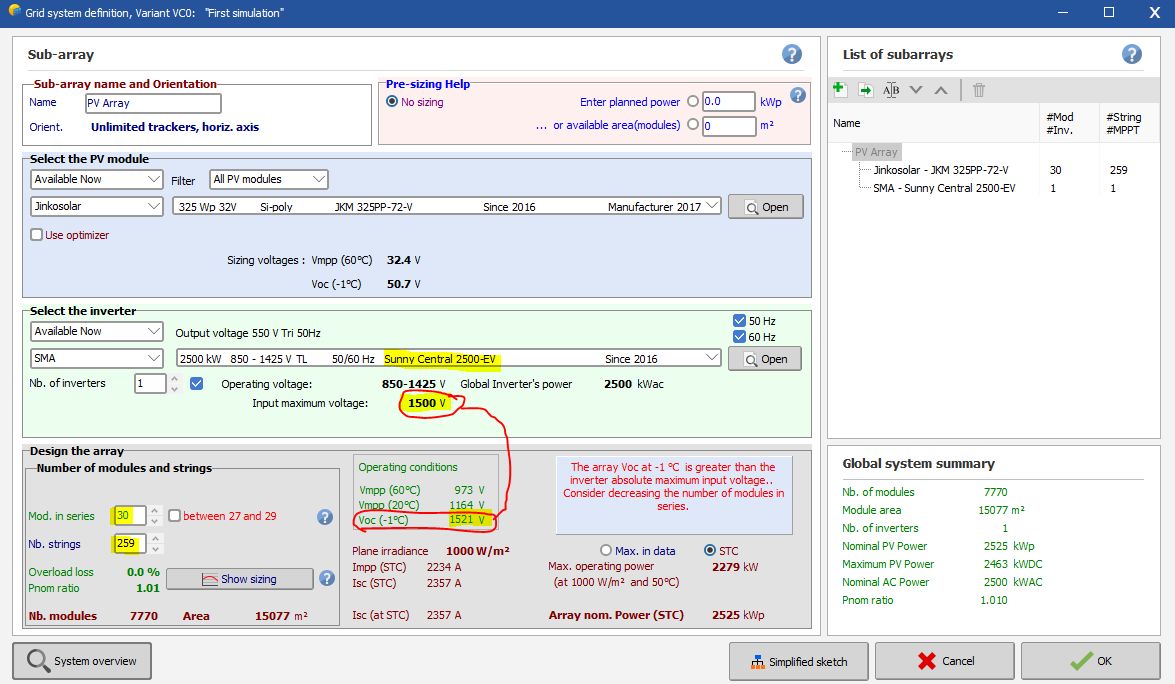 Grid system definition, Variant VC0: "First simulation"
Sub-array
Sub-array name and Orientation
Name PV Array
Orient. Unlimited trackers, horiz. axis
Pre-sizing Help
No sizing
Enter planned power 0.0 kWp
... or available area(modules) 0 m²
Select the PV module
Available Now Filter All PV modules
Jinkosolar 325 Wp 32V Si-poly JKM 325PP-72-V Since 2016 Manufacturer 2017 Open
Use optimizer
Sizing voltages : Vmpp (60°C) 32.4 V
Voc (-1°C) 50.7 V
Select the inverter
Available Now Output voltage 550 V Tri 50Hz
50 Hz
60 Hz
SMA 2500 kW 850 - 1425 V TL 50/60 Hz Sunny Central 2500-EV Since 2016 Open
Nb. of inverters 1 Operating voltage: 850-1425 V Global Inverter's power 2500 kWac
Input maximum voltage: 1500 V
Design the array
Number of modules and strings
Mod. in series 30 between 27 and 29
Nb. strings 259
Overload loss 0.0 %
Pnom ratio 1.01
Show sizing
Nb. modules 7770 Area 15077 m²
Operating conditions
Vmpp (60°C) 973 V
Vmpp (20°C) 1164 V
Voc (-1°C) 1521 V
The array Voc at -1 °C is greater than the
inverter absolute maximum input voltage..
Consider decreasing the number of modules in
series.
Plane irradiance 1000 W/m²
Max. in data STC
Impp (STC) 2234 A
Max. operating power 2279 kW
Isc (STC) 2357 A
(at 1000 W/m² and 50°C)
Isc (at STC) 2357 A
Array nom. Power (STC) 2525 kWp
List of subarrays
Name #Mod #String
#Inv. #MPPT
PV Array
Jinkosolar - JKM 325PP-72-V 30 259
SMA - Sunny Central 2500-EV 1 1
Global system summary
Nb. of modules 7770
Module area 15077 m²
Nb. of inverters 1
Nominal PV Power 2525 kWp
Maximum PV Power 2463 kWDC
Nominal AC Power 2500 kWAC
Pnom ratio 1.010
System overview Simplified sketch Cancel OK